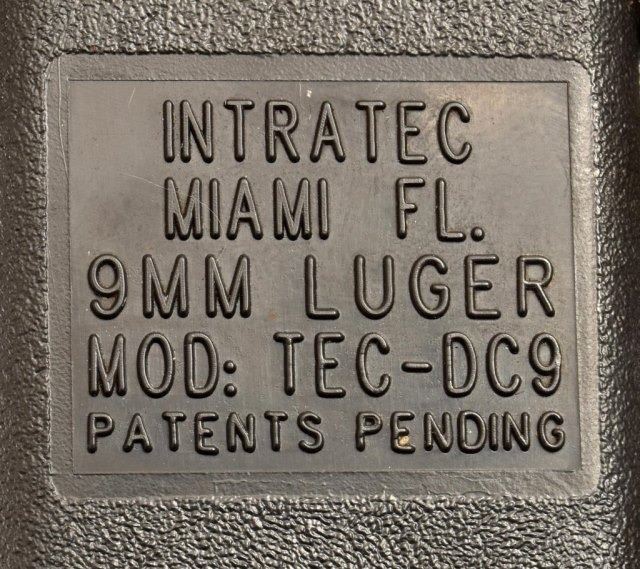 INTRATEC
MIAMI FL.
9MM LUGER
MOD: TEC-DC9
PATENTS PENDING